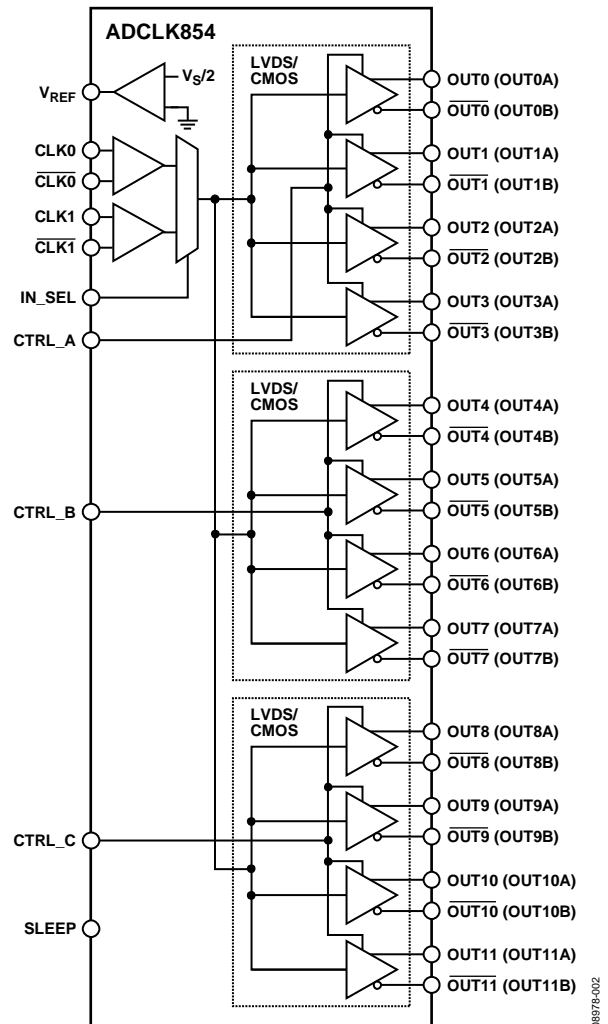 ADCLK854
VREF
VS/2
CLK0
CLK0
CLK1
CLK1
IN_SEL
CTRL_A
LVDS/
CMOS
OUT0 (OUT0A)
OUT0 (OUT0B)
OUT1 (OUT1A)
OUT1 (OUT1B)
OUT2 (OUT2A)
OUT2 (OUT2B)
OUT3 (OUT3A)
OUT3 (OUT3B)
CTRL_B
LVDS/
CMOS
OUT4 (OUT4A)
OUT4 (OUT4B)
OUT5 (OUT5A)
OUT5 (OUT5B)
OUT6 (OUT6A)
OUT6 (OUT6B)
OUT7 (OUT7A)
OUT7 (OUT7B)
CTRL_C
SLEEP
LVDS/
CMOS
OUT8 (OUT8A)
OUT8 (OUT8B)
OUT9 (OUT9A)
OUT9 (OUT9B)
OUT10 (OUT10A)
OUT10 (OUT10B)
OUT11 (OUT11A)
OUT11 (OUT11B)
08978-002